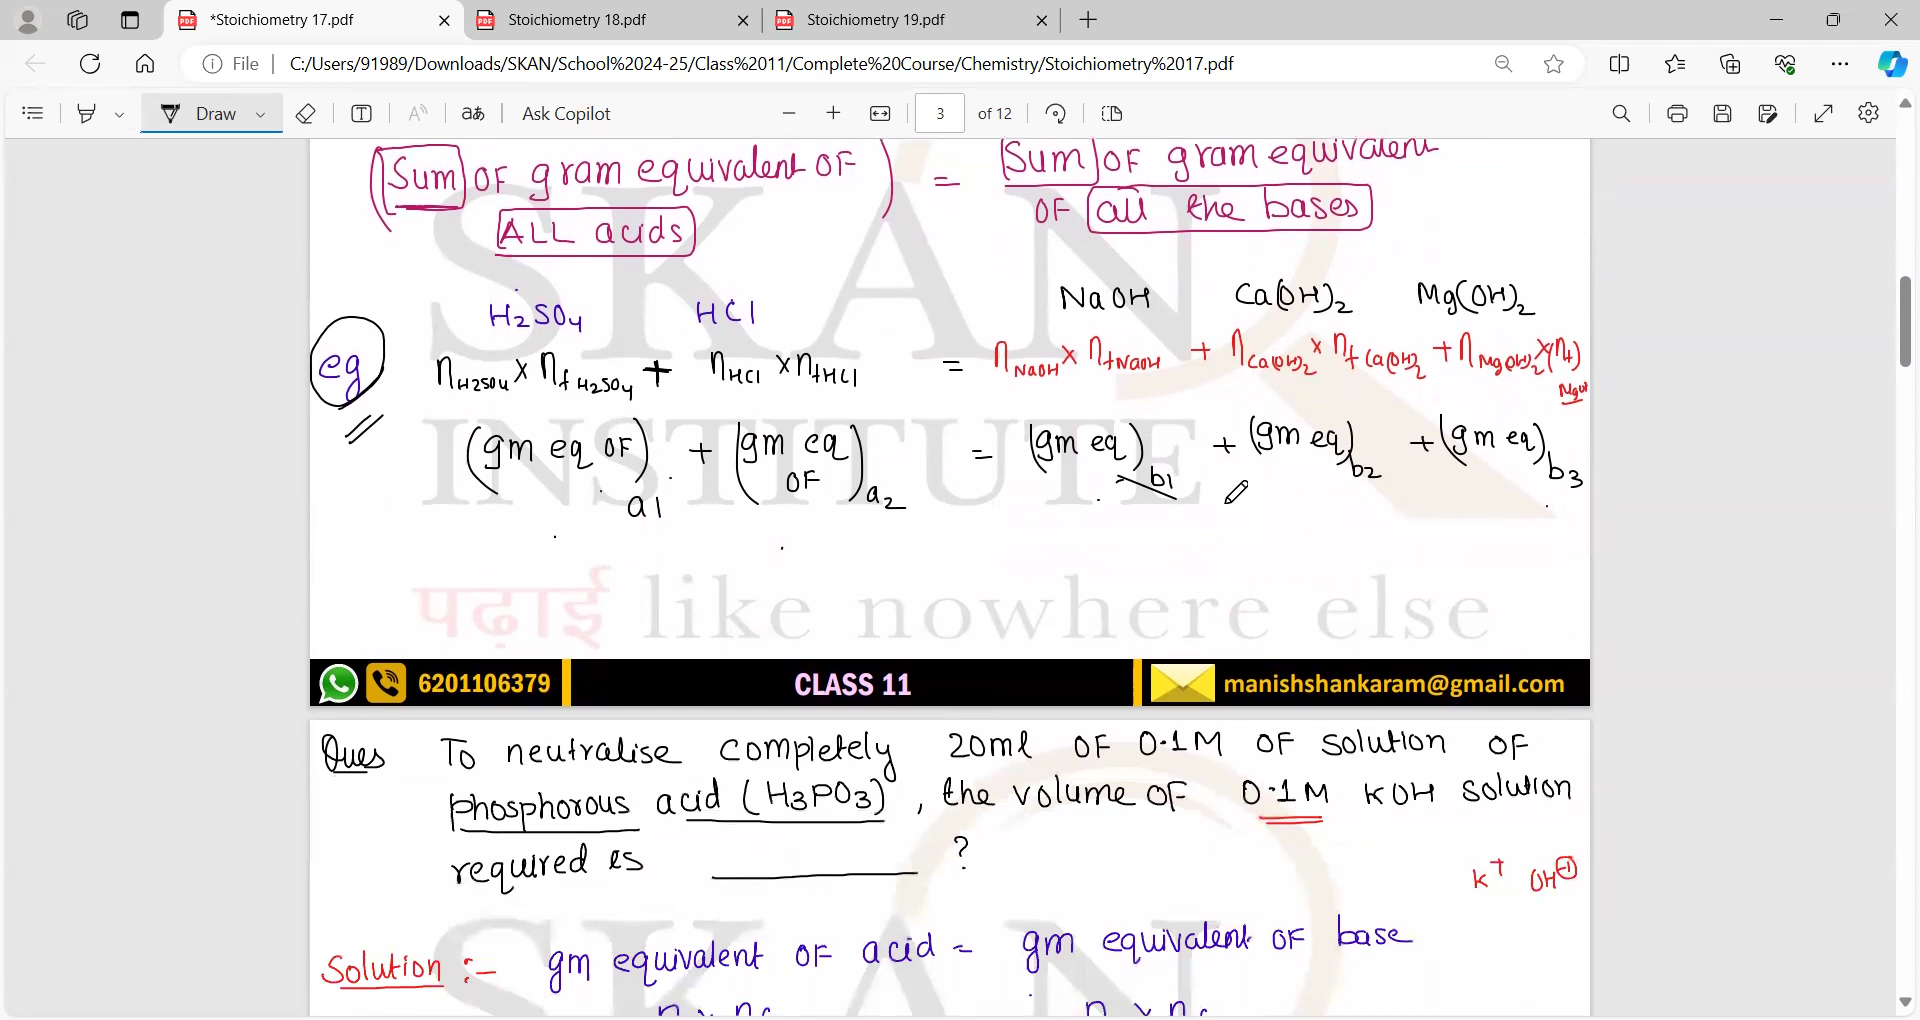 *Stoichiometry 17.pdf
Stoichiometry 18.pdf
Stoichiometry 19.pdf
File
C:/Users/91989/Downloads/SKAN/School%2024-25/Class%2011/Complete%20Course/Chemistry/Stoichiometry%2017.pdf
Draw
Ask Copilot
3 of 12
(Sum OF gram equivalent OF ) = Sum OF gram equivalent
ALL acids
OF all the bases
H2SO4 HCl NaOH Ca(OH)2 Mg(OH)2
eg
nH2SO4 × nf H2SO4 + nHCl × nfHCl = nNaOH × nfNaOH + nCa(OH)2 × nf Ca(OH)2 + nMg(OH)2 × (nf)
(gm eq OF)a1 + (gm eq OF)a2 = (gm eq)b1 + (gm eq)b2 + (gm eq)b3
SKAN
INSTITUTE
पढ़ाई like nowhere else
6201106379 CLASS 11 manishshankaram@gmail.com
Ques To neutralise completely 20ml OF 0.1M OF solution OF
phosphorous acid (H3PO3), the volume OF 0.1M KOH solution
required is ________ ?
K+ OH-1
SKAN
Solution :- gm equivalent OF acid = gm equivalent OF base
n × nf n × nf